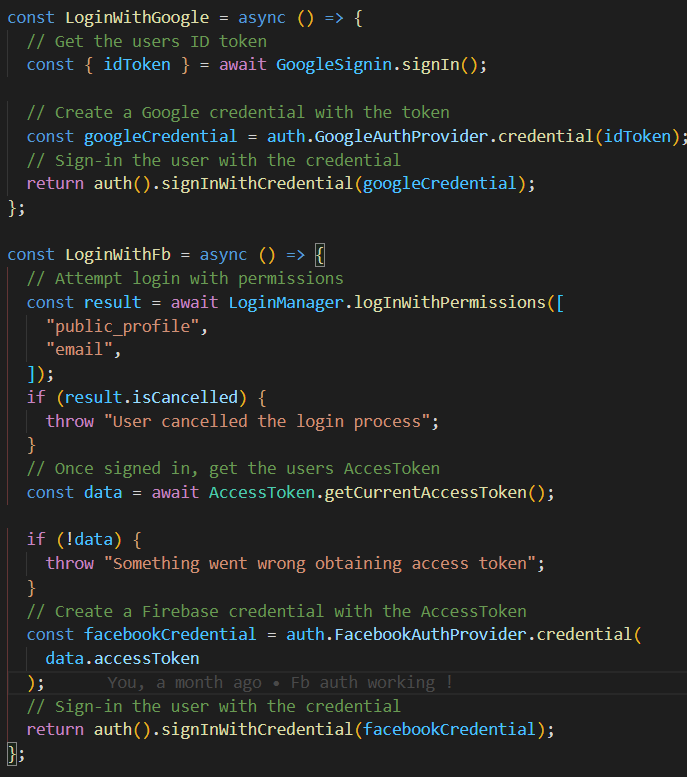 const LoginWithGoogle = async () => {
  // Get the users ID token
  const { idToken } = await GoogleSignin.signIn();

  // Create a Google credential with the token
  const googleCredential = auth.GoogleAuthProvider.credential(idToken);
  // Sign-in the user with the credential
  return auth().signInWithCredential(googleCredential);
};

const LoginWithFb = async () => {
  // Attempt login with permissions
  const result = await LoginManager.logInWithPermissions([
    "public_profile",
    "email",
  ]);
  if (result.isCancelled) {
    throw "User cancelled the login process";
  }
  // Once signed in, get the users AccesToken
  const data = await AccessToken.getCurrentAccessToken();

  if (!data) {
    throw "Something went wrong obtaining access token";
  }
  // Create a Firebase credential with the AccessToken
  const facebookCredential = auth.FacebookAuthProvider.credential(
    data.accessToken
  );      You, a month ago • Fb auth working !
  // Sign-in the user with the credential
  return auth().signInWithCredential(facebookCredential);
};